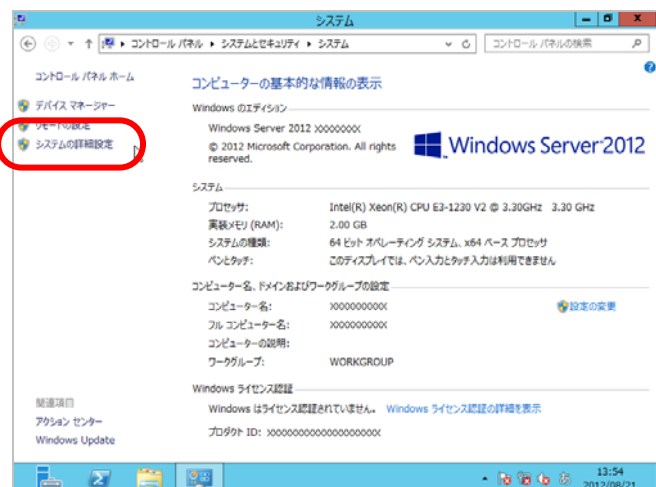 システム
コントロール パネル ▸ システムとセキュリティ ▸ システム
コントロール パネルの検索
コントロール パネル ホーム
デバイス マネージャー
リモートの設定
システムの詳細設定
コンピューターの基本的な情報の表示
Windows のエディション
Windows Server 2012 xxxxxxxx
© 2012 Microsoft Corporation. All rights
reserved.
Windows Server 2012
システム
プロセッサ: Intel(R) Xeon(R) CPU E3-1230 V2 @ 3.30GHz 3.30 GHz
実装メモリ (RAM): 2.00 GB
システムの種類: 64 ビット オペレーティング システム、x64 ベース プロセッサ
ペンとタッチ: このディスプレイでは、ペン入力とタッチ入力は利用できません
コンピューター名、ドメインおよびワークグループの設定
コンピューター名: xxxxxxxxxx
設定の変更
フル コンピューター名: xxxxxxxxxx
コンピューターの説明:
ワークグループ: WORKGROUP
Windows ライセンス認証
Windows はライセンス認証されていません。 Windows ライセンス認証の詳細を表示
プロダクト ID: xxxxxxxxxxxxxxxxxxxx
関連項目
アクション センター
Windows Update
13:54
2012/08/21